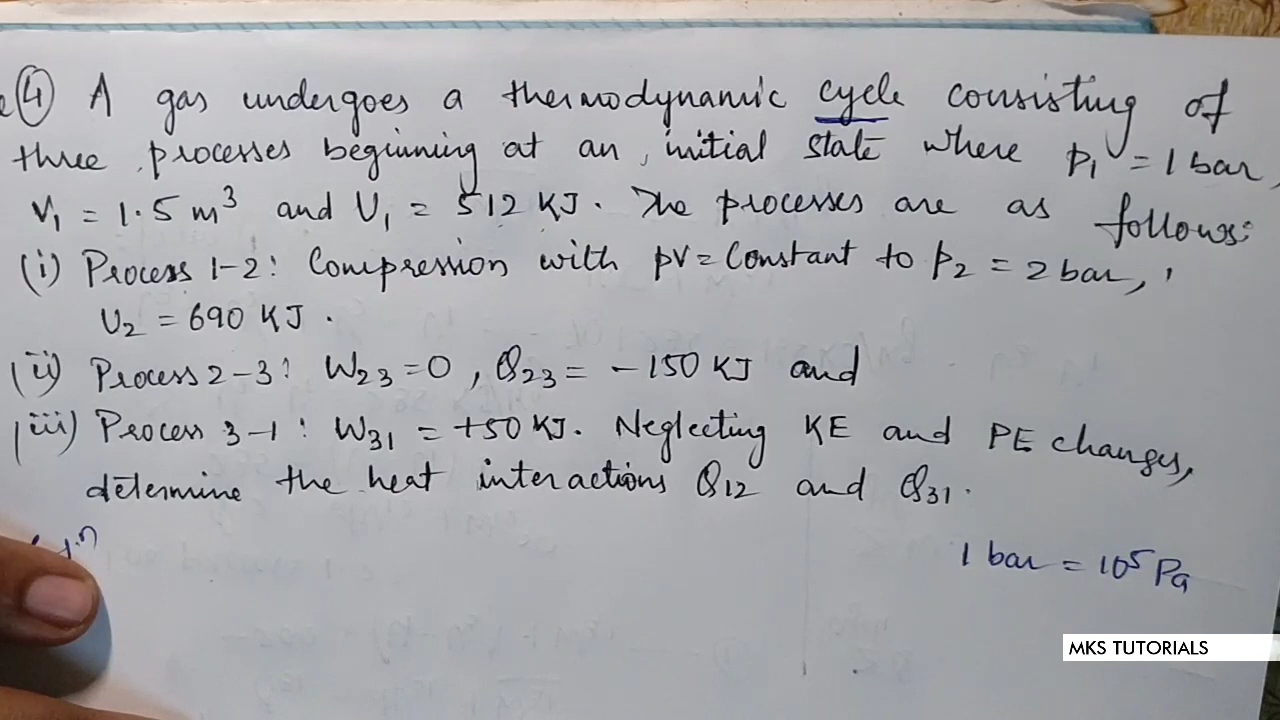 ④ A gas undergoes a thermodynamic cycle consisting of
three processes beginning at an initial state where p₁ = 1 bar,
V₁ = 1.5 m³ and U₁ = 512 KJ. The processes are as follows:
(i) Process 1-2: Compression with pV = Constant to p₂ = 2 bar,
U₂ = 690 KJ.
(ii) Process 2-3: W₂₃ = 0, Q₂₃ = -150 KJ and
(iii) Process 3-1: W₃₁ = +50 KJ. Neglecting KE and PE changes,
determine the heat interactions Q₁₂ and Q₃₁.
1 bar = 10⁵ Pa
MKS TUTORIALS